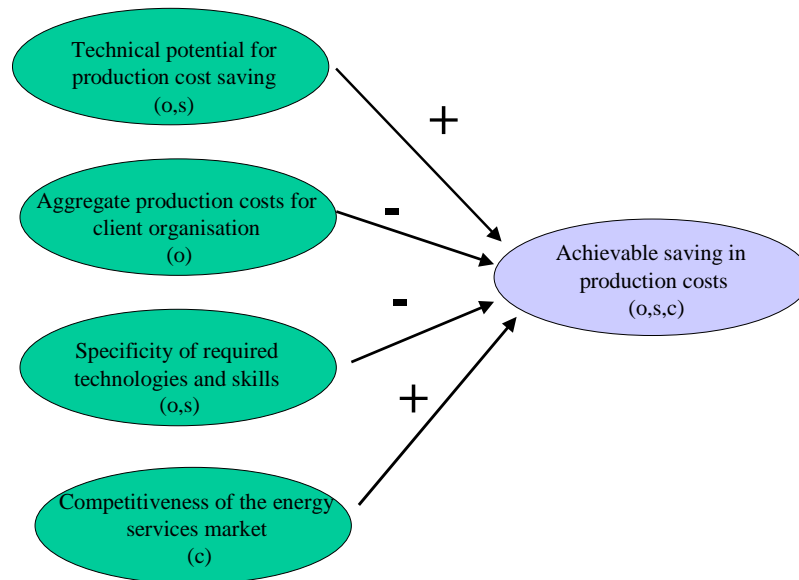 Technical potential for
production cost saving
(o,s)
+
Aggregate production costs for
client organisation
(o)
-
Achievable saving in
production costs
(o,s,c)
-
Specificity of required
technologies and skills
(o,s)
+
Competitiveness of the energy
services market
(c)